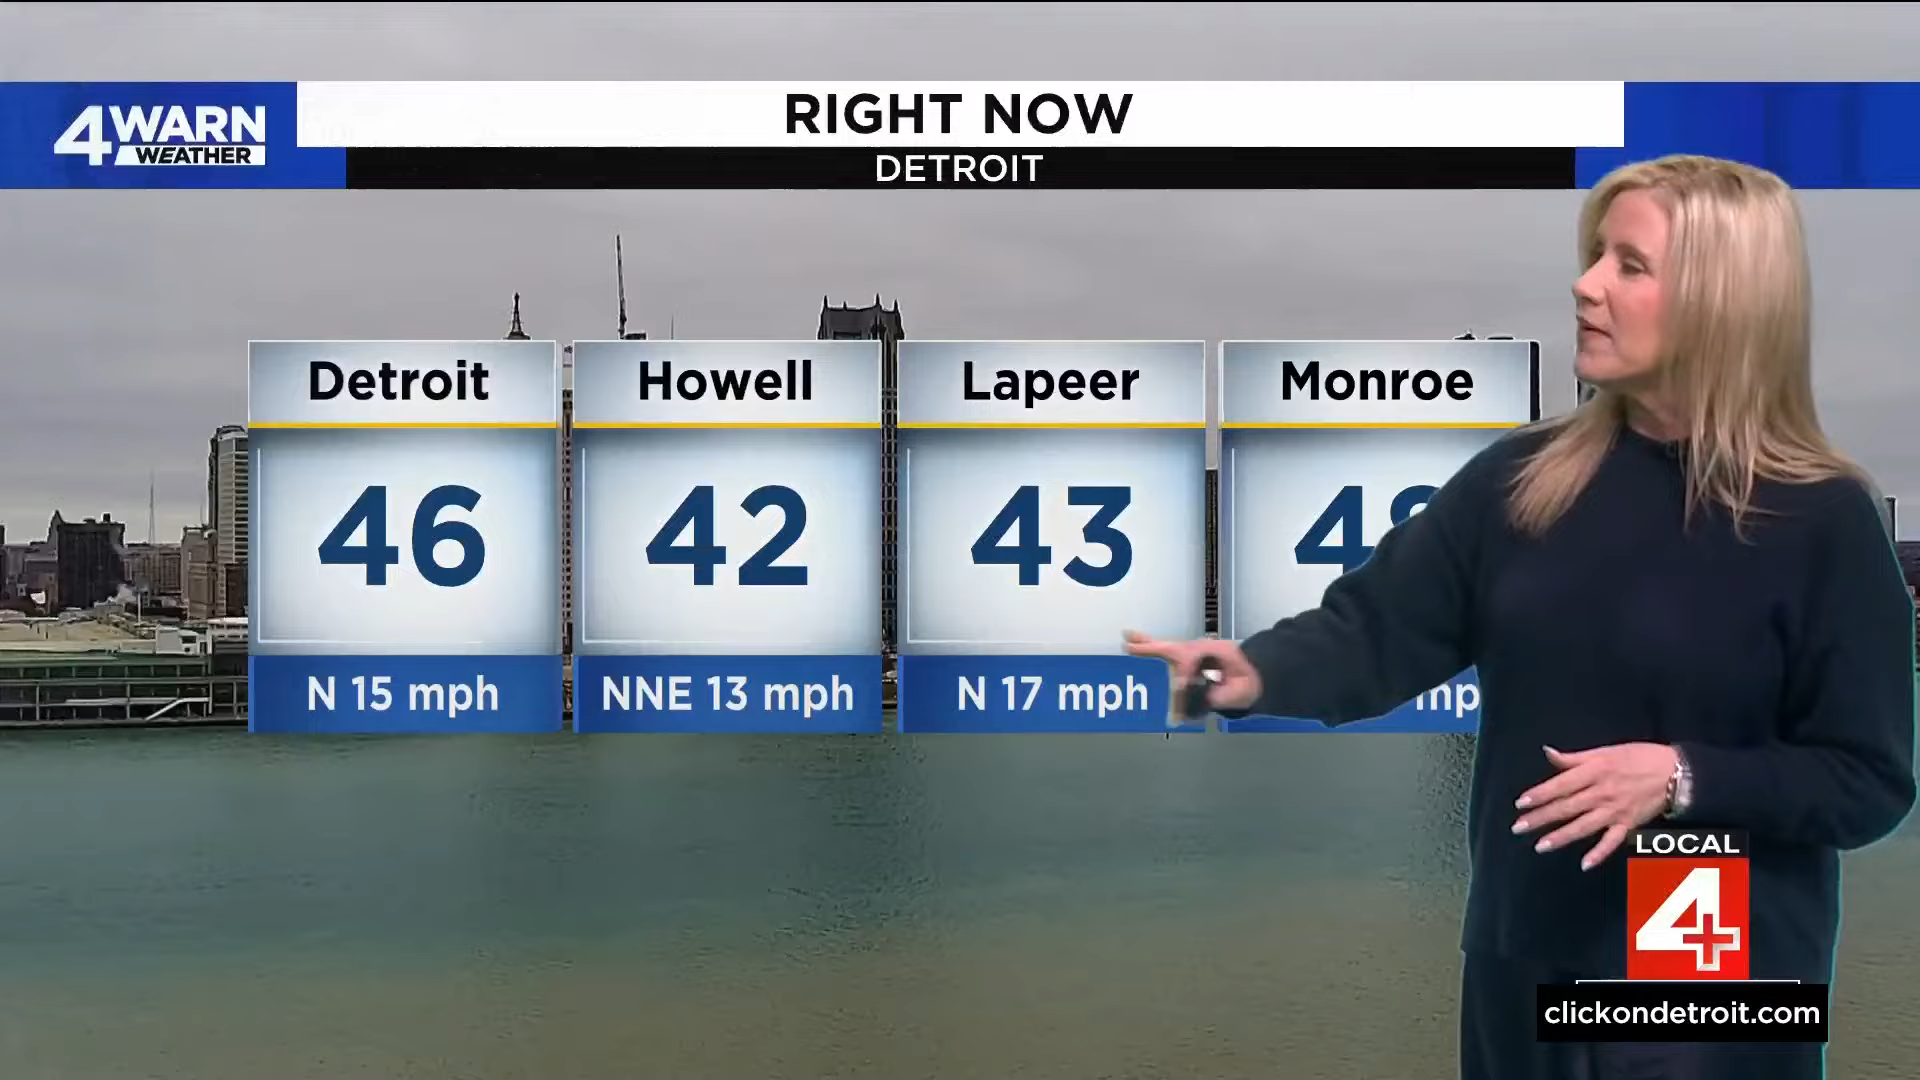 4WARN
WEATHER
RIGHT NOW
DETROIT
Detroit
Howell
Lapeer
Monroe
46
42
43
N 15 mph
NNE 13 mph
N 17 mph
LOCAL
4+
clickondetroit.com